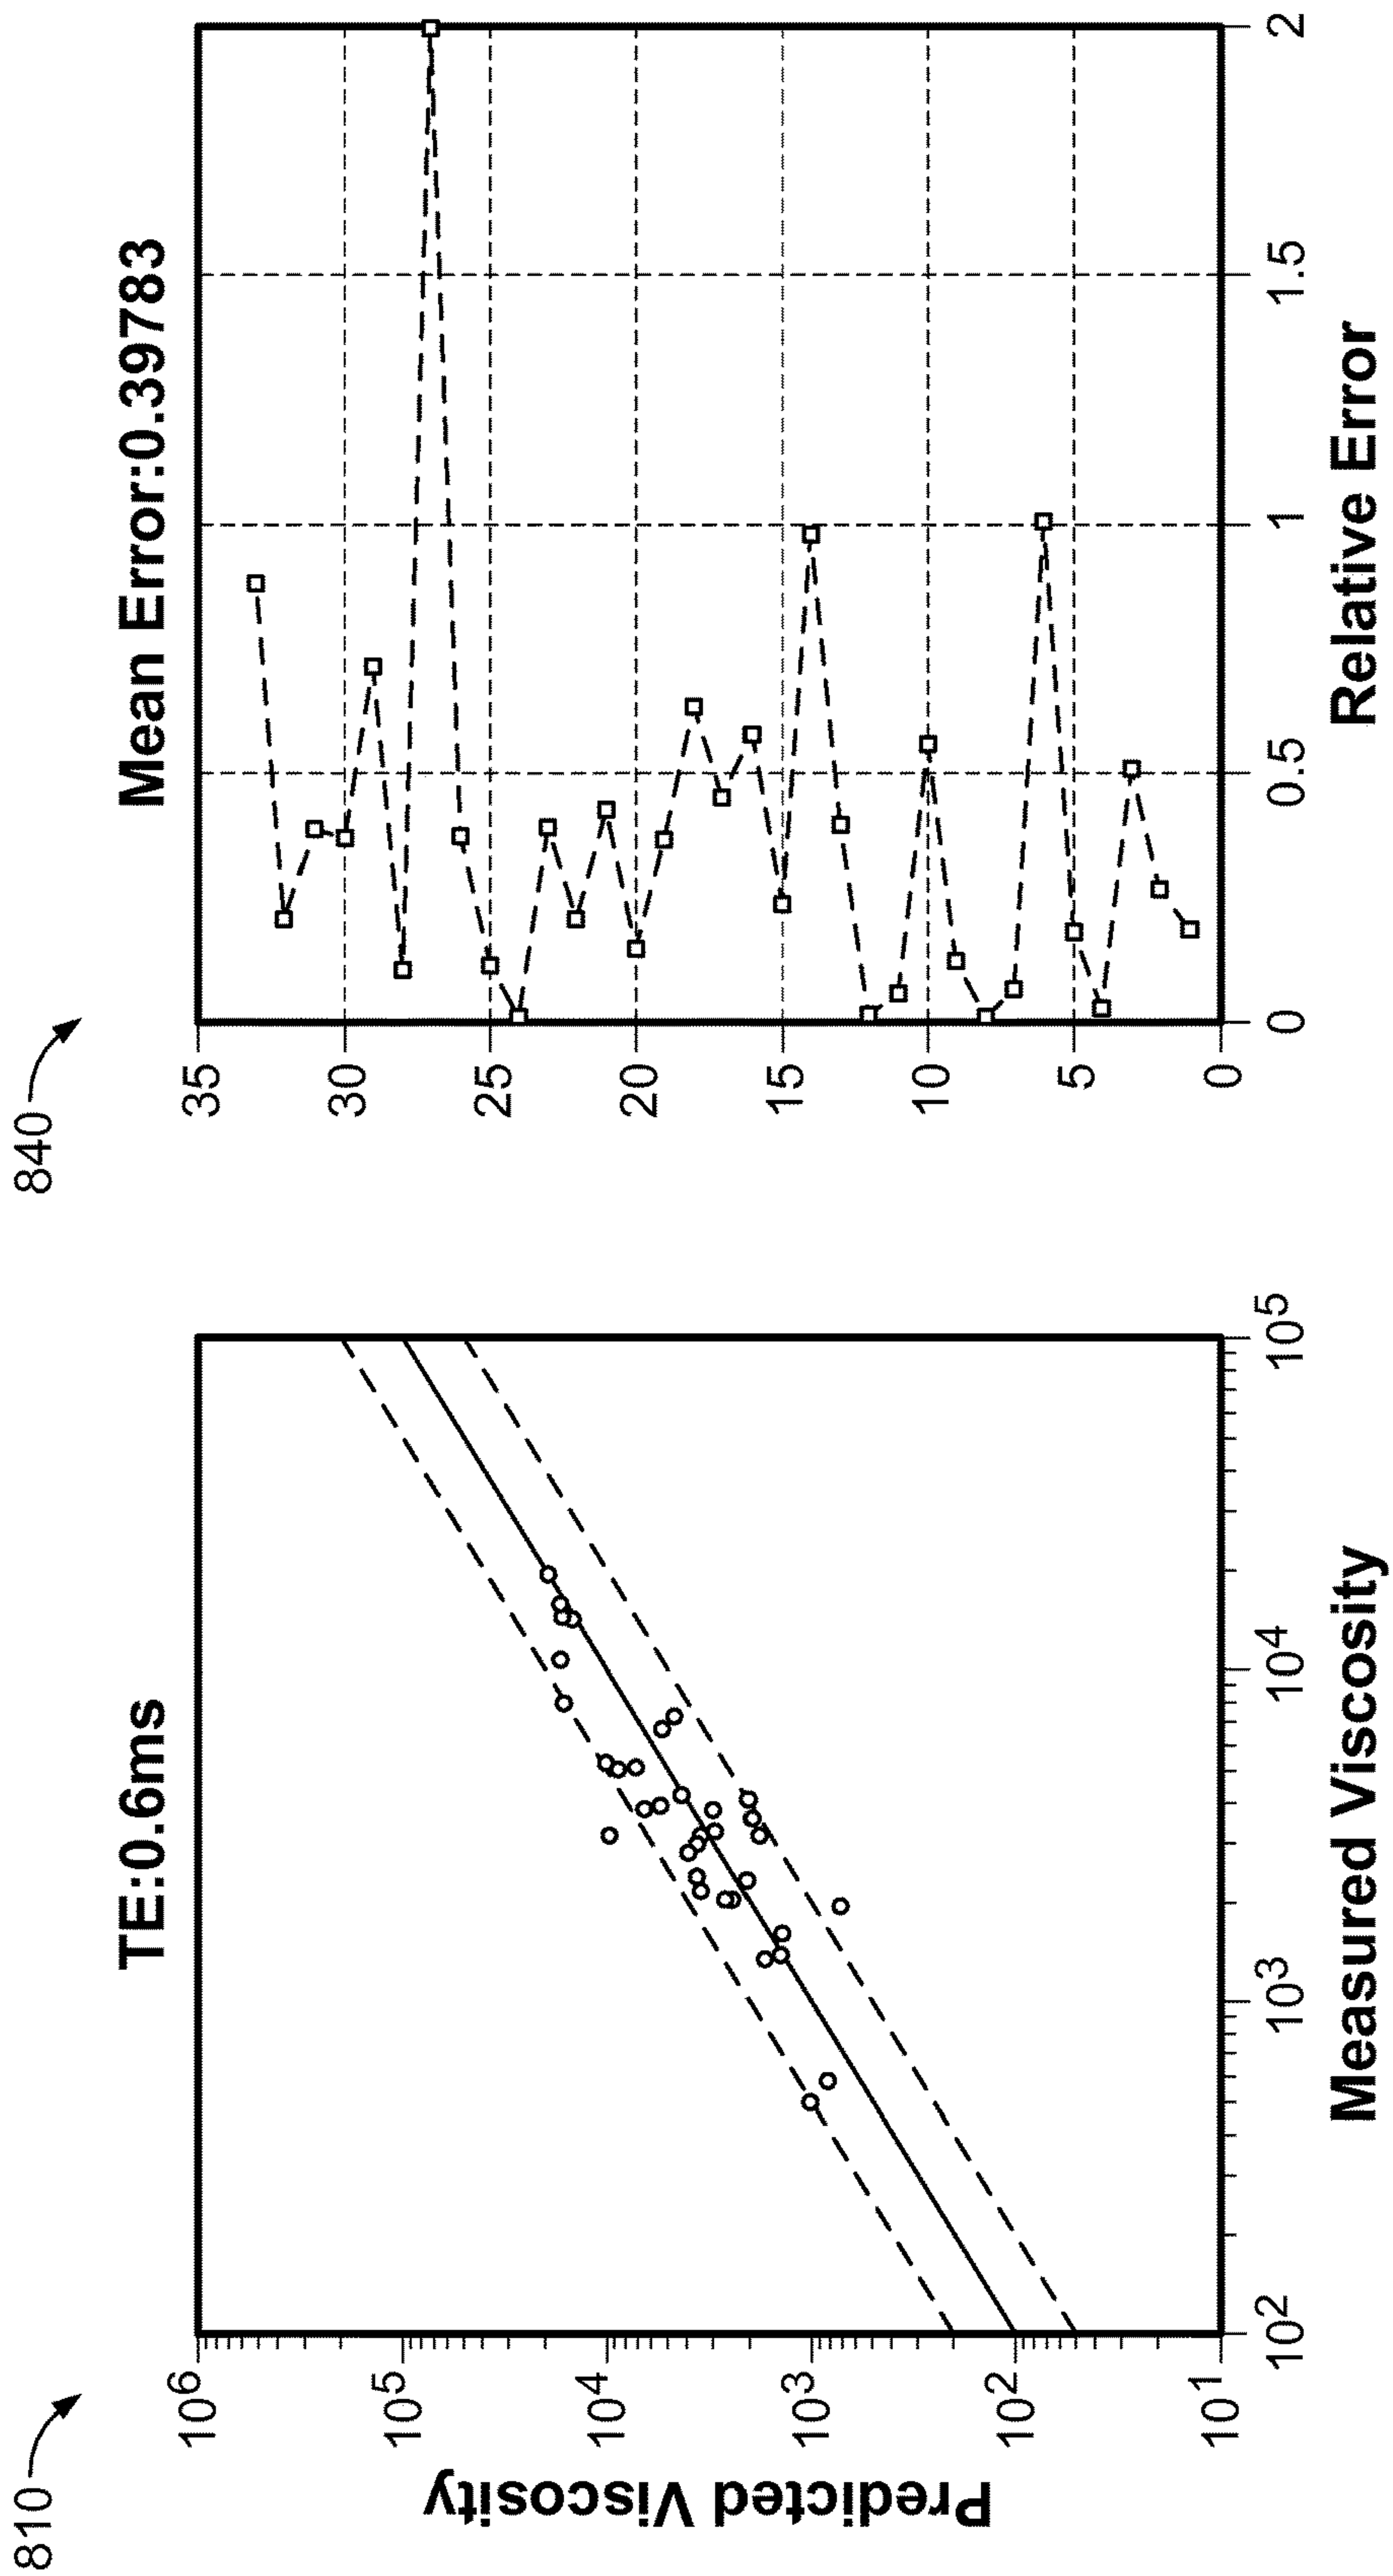 810
TE:0.6ms
Predicted Viscosity
10⁶
10⁵
10⁴
10³
10²
10¹
10² 10³ 10⁴ 10⁵
Measured Viscosity
840
Mean Error:0.39783
35
30
25
20
15
10
5
0
0 0.5 1 1.5 2
Relative Error